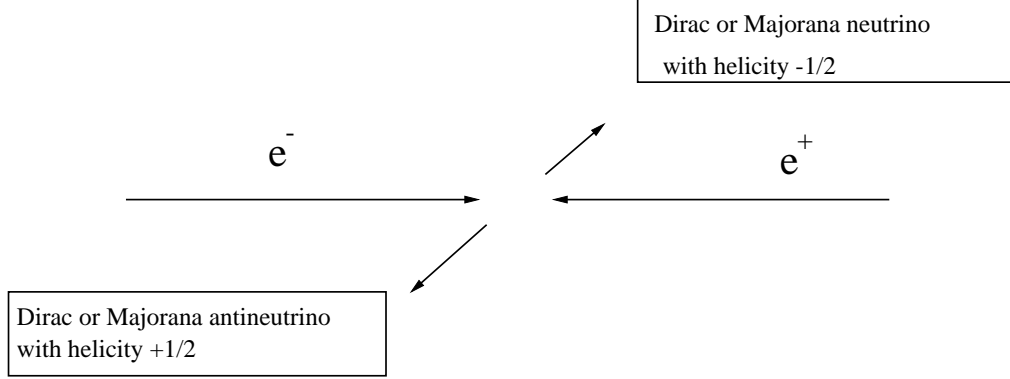 Dirac or Majorana neutrino
with helicity -1/2
e-
e+
Dirac or Majorana antineutrino
with helicity +1/2